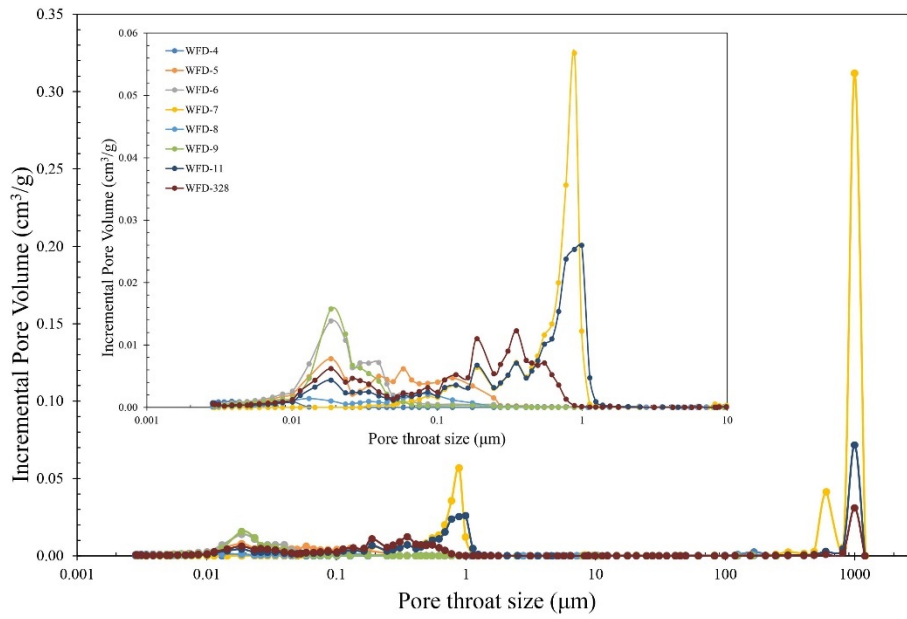 0.35
0.30
0.25
0.20
0.15
0.10
0.05
0.00
Incremental Pore Volume (cm³/g)
0.001
0.01
0.1
1
10
100
1000
Pore throat size (μm)
0.06
0.05
0.04
0.03
0.02
0.01
0.00
Incremental Pore Volume (cm³/g)
WFD-4
WFD-5
WFD-6
WFD-7
WFD-8
WFD-9
WFD-11
WFD-328
0.001
0.01
0.1
1
10
Pore throat size (μm)